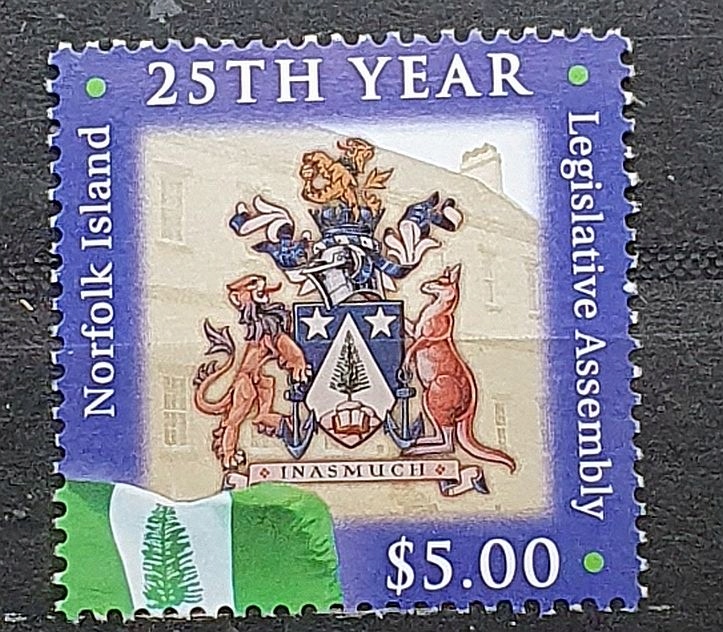 25TH YEAR
Norfolk Island
Legislative Assembly
INASMUCH
$5.00